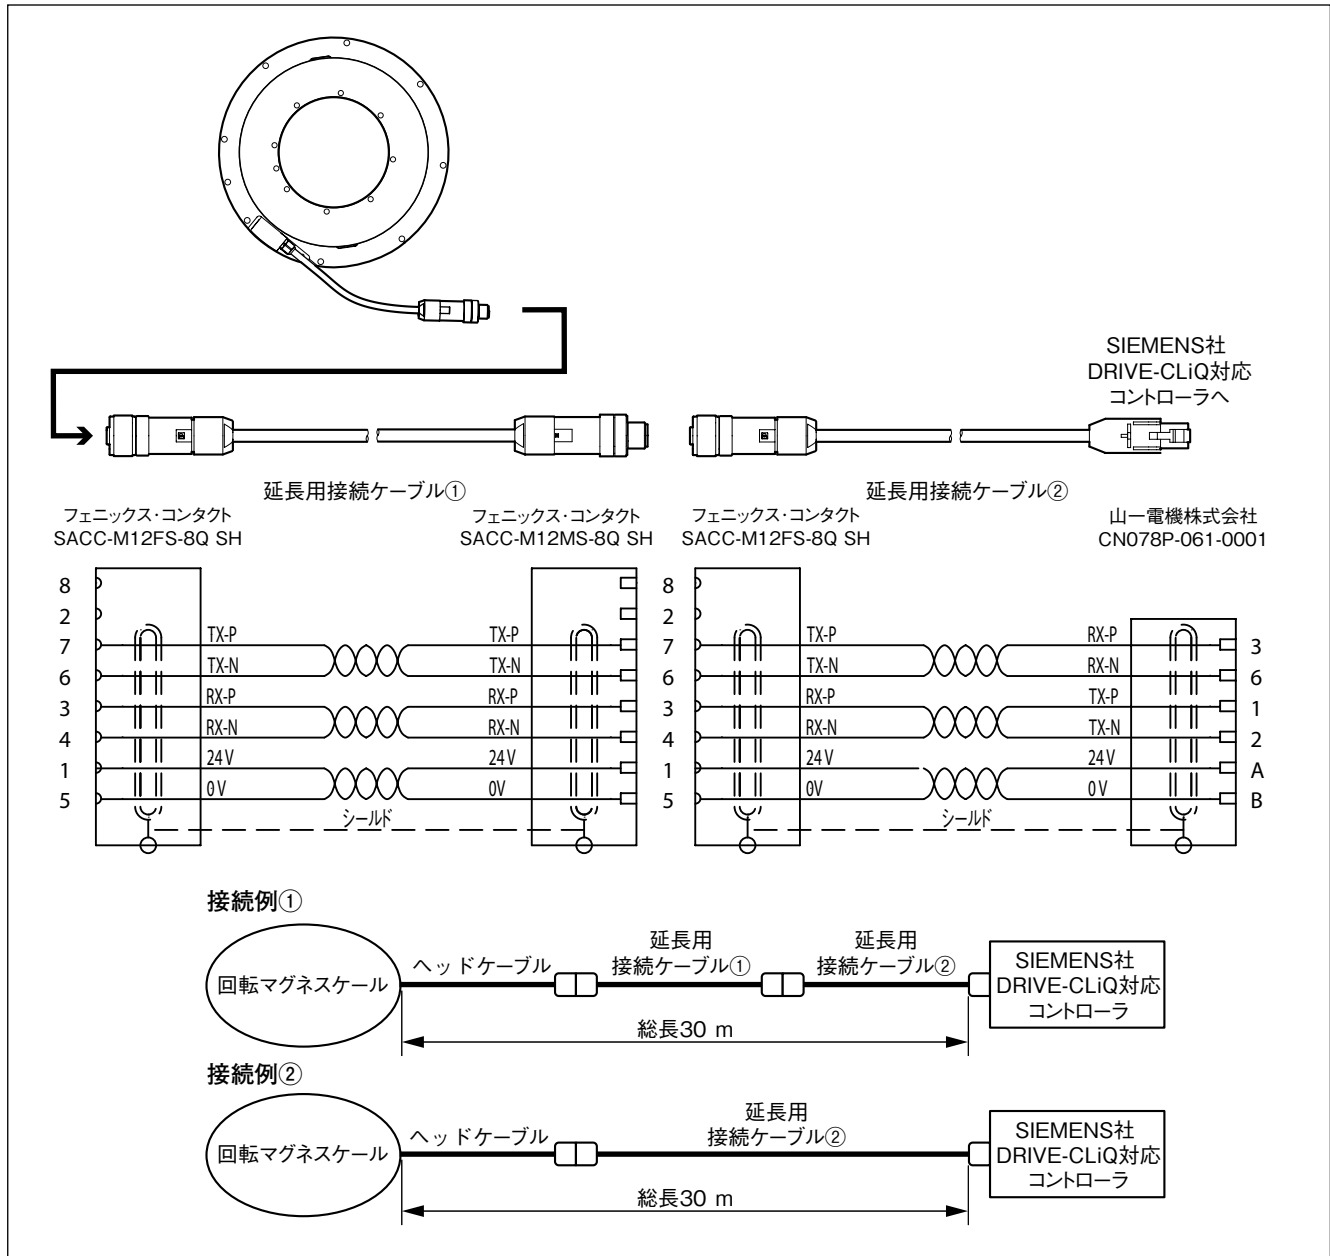 SIEMENS社
DRIVE-CLiQ対応
コントローラへ
延長用接続ケーブル①
延長用接続ケーブル②
フェニックス・コンタクト
SACC-M12FS-8Q SH
フェニックス・コンタクト
SACC-M12MS-8Q SH
フェニックス・コンタクト
SACC-M12FS-8Q SH
山一電機株式会社
CN078P-061-0001
8
2
7 TX-P TX-P
6 TX-N TX-N
3 RX-P RX-P
4 RX-N RX-N
1 24V 24V
5 0V 0V
シールド
8
2
7 TX-P RX-P 3
6 TX-N RX-N 6
3 RX-P TX-P 1
4 RX-N TX-N 2
1 24V 24V A
5 0V 0V B
シールド
接続例①
回転マグネスケール
ヘッドケーブル
延長用
接続ケーブル①
延長用
接続ケーブル②
SIEMENS社
DRIVE-CLiQ対応
コントローラ
総長30 m
接続例②
回転マグネスケール
ヘッドケーブル
延長用
接続ケーブル②
SIEMENS社
DRIVE-CLiQ対応
コントローラ
総長30 m